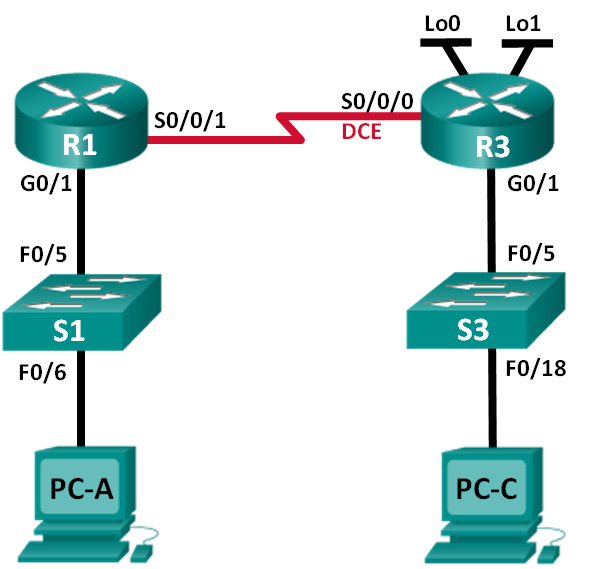 Lo0 Lo1
S0/0/1 S0/0/0
DCE
R1 R3
G0/1 G0/1
F0/5 F0/5
S1 S3
F0/6 F0/18
PC-A PC-C